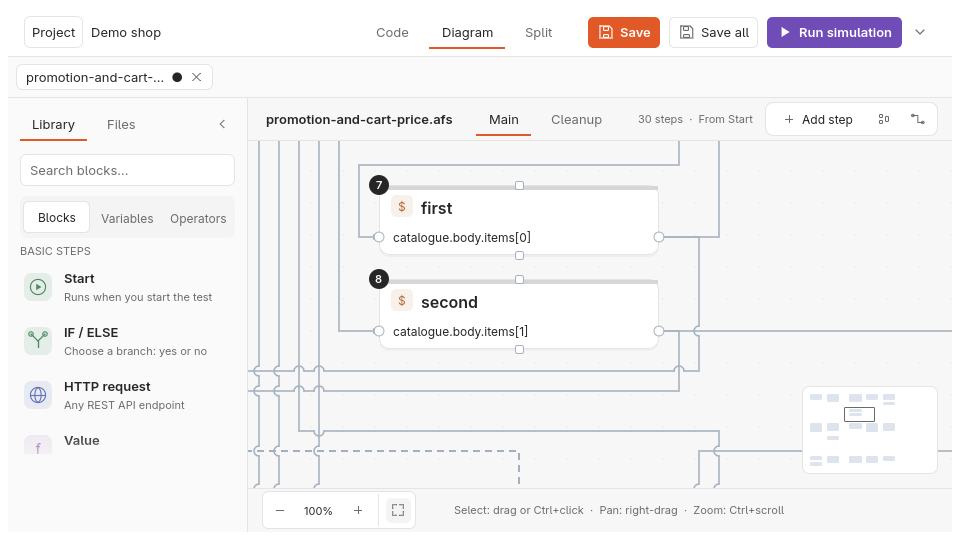 Project Demo shop Code Diagram Split Save Save all Run simulation
promotion-and-cart-...
Library Files
promotion-and-cart-price.afs Main Cleanup 30 steps · From Start Add step
Search blocks...
Blocks Variables Operators
BASIC STEPS
Start
Runs when you start the test
IF / ELSE
Choose a branch: yes or no
HTTP request
Any REST API endpoint
Value
f
7
$ first
catalogue.body.items[0]
8
$ second
catalogue.body.items[1]
− 100% +
Select: drag or Ctrl+click · Pan: right-drag · Zoom: Ctrl+scroll